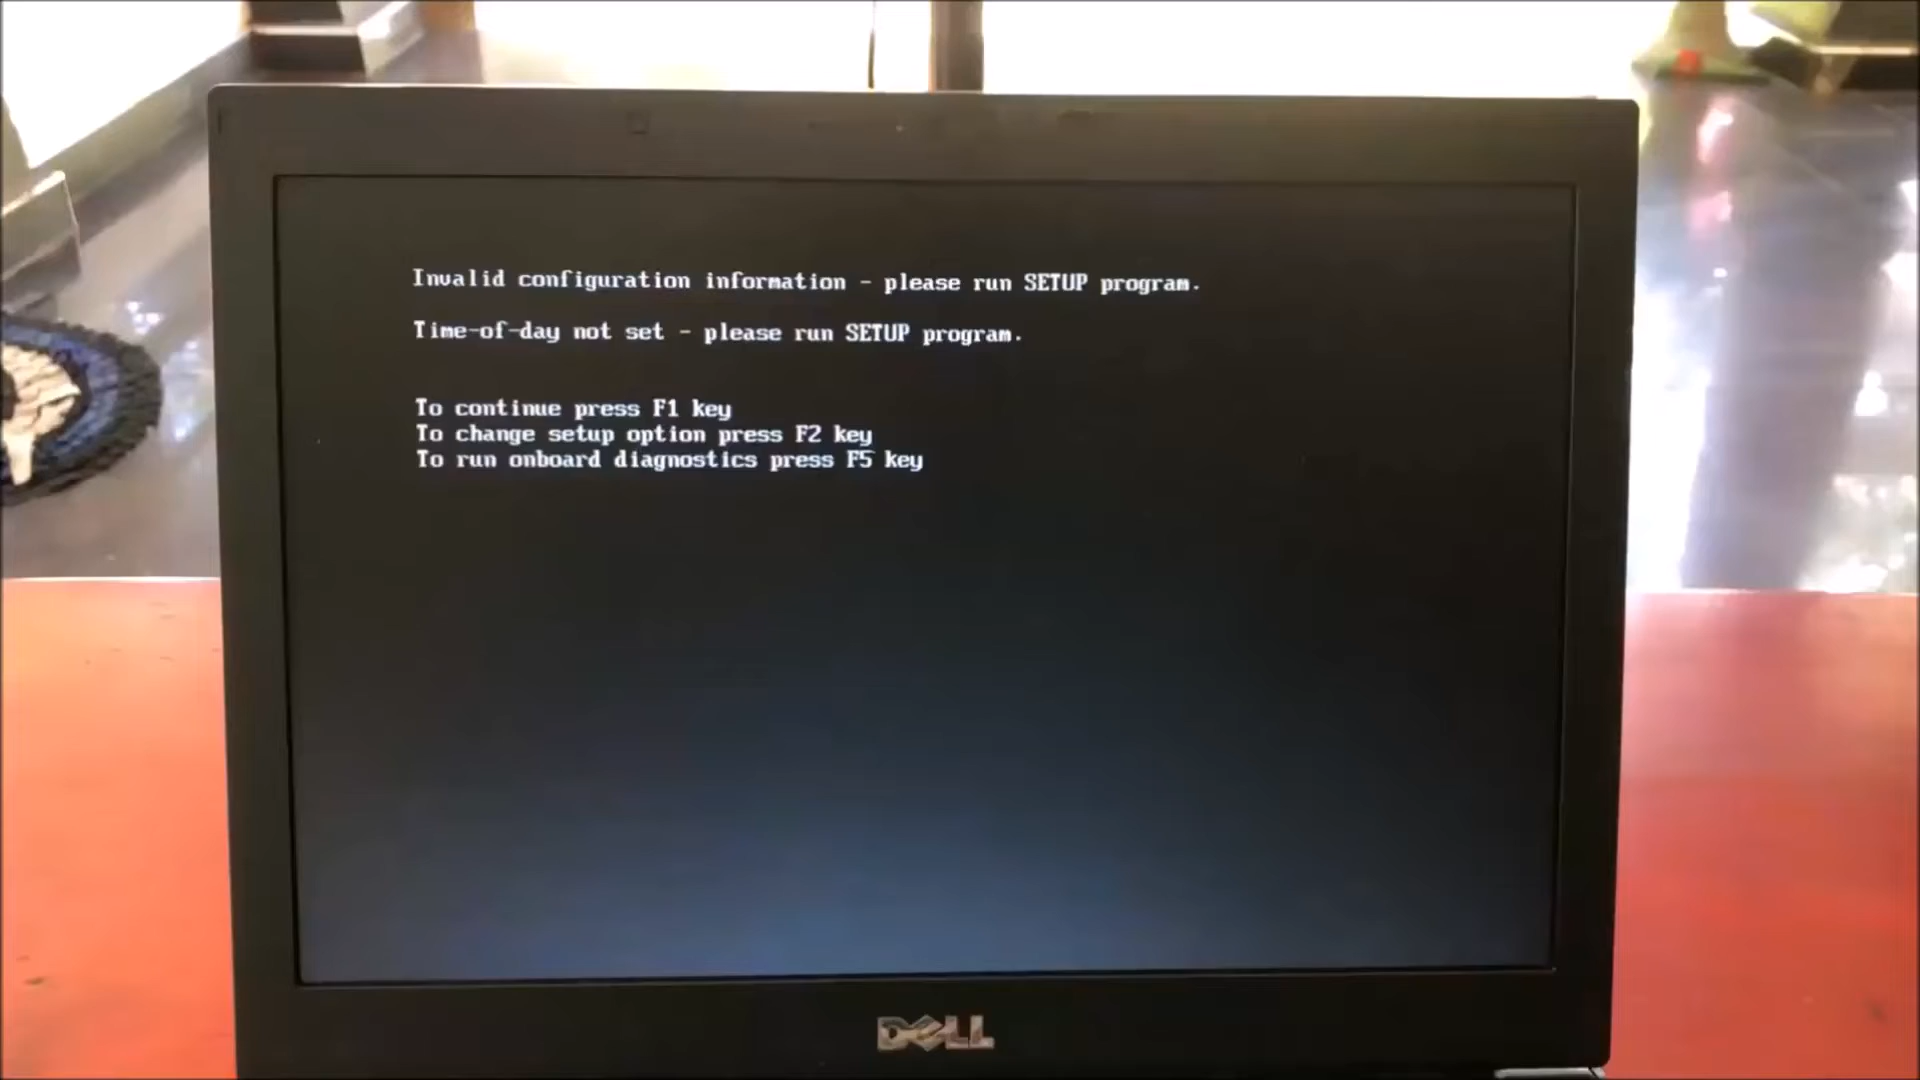 Invalid configuration information - please run SETUP program.
Time-of-day not set - please run SETUP program.
To continue press F1 key
To change setup option press F2 key
To run onboard diagnostics press F5 key
DELL